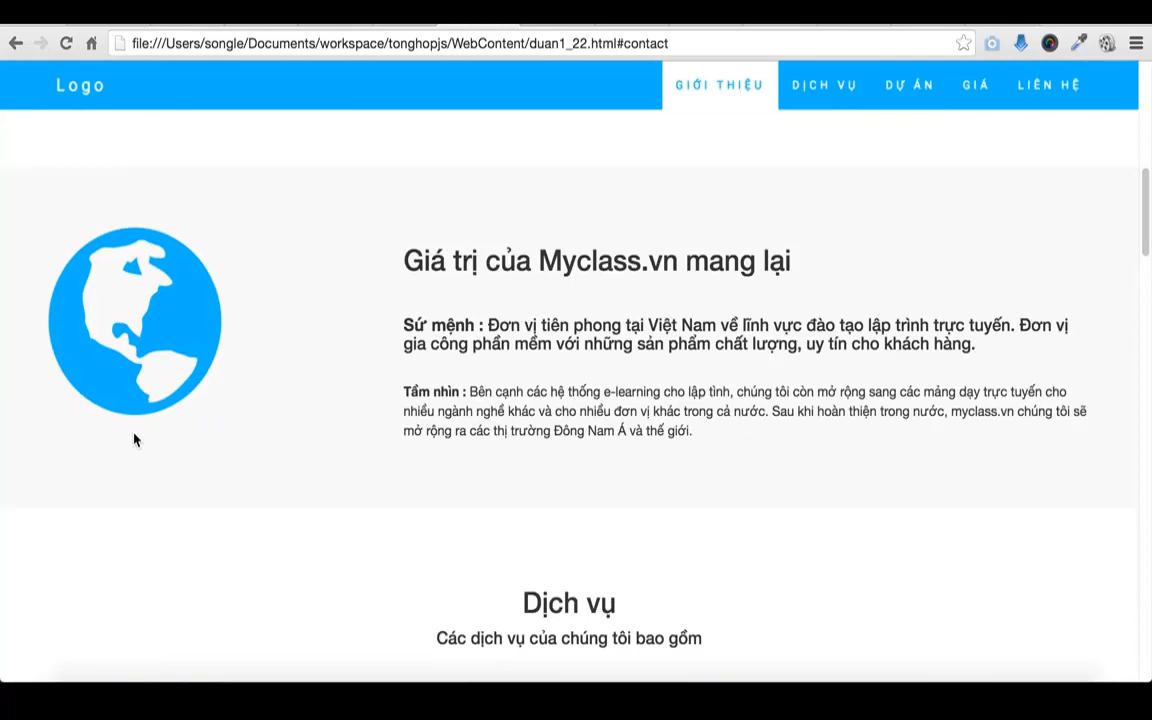 file:///Users/songle/Documents/workspace/tonghopjs/WebContent/duan1_22.html#contact
Logo
GIỚI THIỆU
DỊCH VỤ
DỰ ÁN
GIÁ
LIÊN HỆ
Giá trị của Myclass.vn mang lại
Sứ mệnh : Đơn vị tiên phong tại Việt Nam về lĩnh vực đào tạo lập trình trực tuyến. Đơn vị
gia công phần mềm với những sản phẩm chất lượng, uy tín cho khách hàng.
Tầm nhìn : Bên cạnh các hệ thống e-learning cho lập tình, chúng tôi còn mở rộng sang các mảng dạy trực tuyến cho
nhiều ngành nghề khác và cho nhiều đơn vị khác trong cả nước. Sau khi hoàn thiện trong nước, myclass.vn chúng tôi sẽ
mở rộng ra các thị trường Đông Nam Á và thế giới.
Dịch vụ
Các dịch vụ của chúng tôi bao gồm